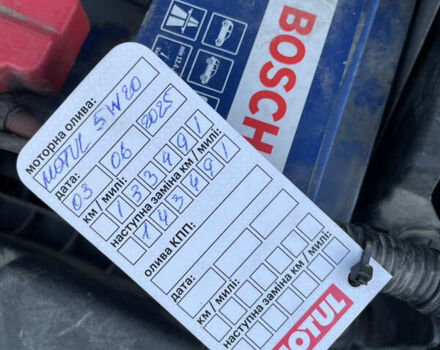 BOSCH
моторна олива:
MOTUL 5W20
дата:
03 06 2025
км / милі:
133491
наступна заміна км / милі:
143491
олива КПП:
дата:
км / милі:
наступна заміна км / милі:
MOTUL